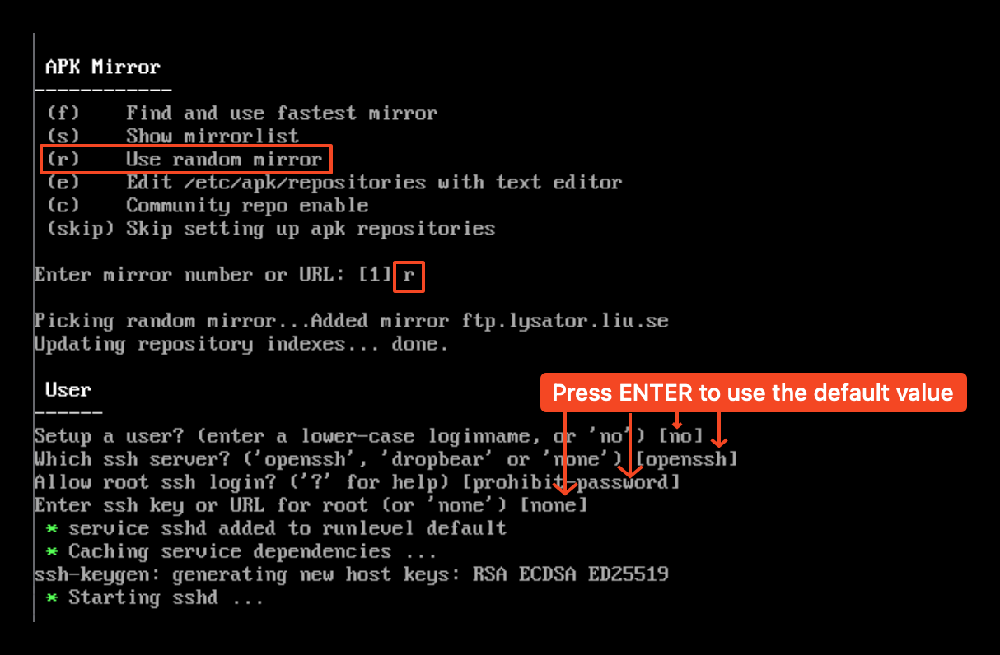 APK Mirror
------------
(f) Find and use fastest mirror
(s) Show mirrorlist
(r) Use random mirror
(e) Edit /etc/apk/repositories with text editor
(c) Community repo enable
(skip) Skip setting up apk repositories
Enter mirror number or URL: [1] r
Picking random mirror...Added mirror ftp.lysator.liu.se
Updating repository indexes... done.
User
------
Press ENTER to use the default value
Setup a user? (enter a lower-case loginname, or 'no') [no]
Which ssh server? ('openssh', 'dropbear' or 'none') [openssh]
Allow root ssh login? ('?' for help) [prohibit-password]
Enter ssh key or URL for root (or 'none') [none]
* service sshd added to runlevel default
* Caching service dependencies ...
ssh-keygen: generating new host keys: RSA ECDSA ED25519
* Starting sshd ...